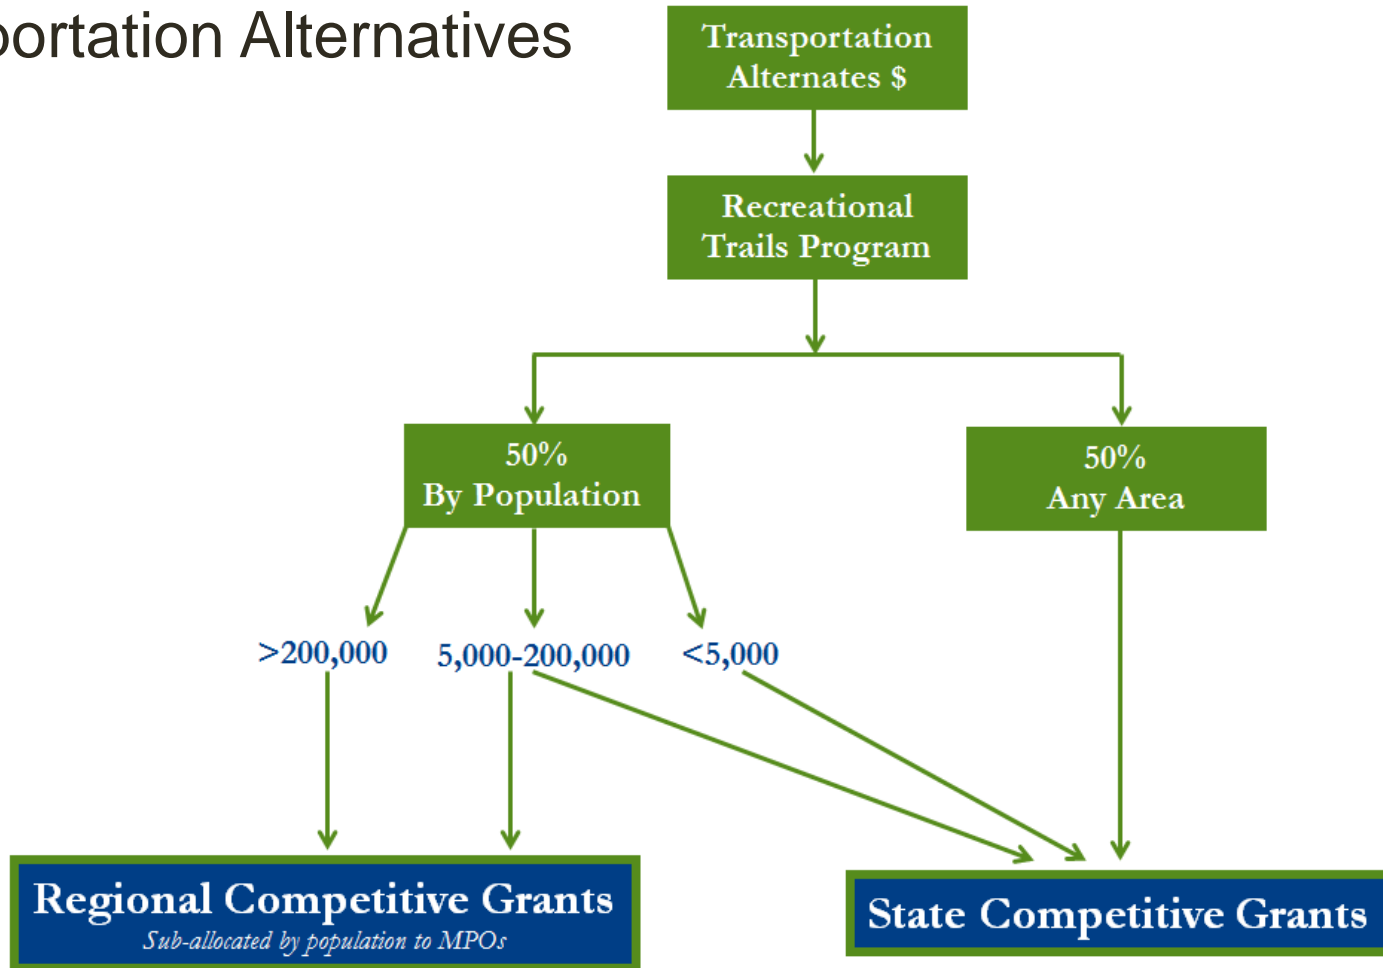 portation Alternatives
Transportation
Alternates $
Recreational
Trails Program
50%
By Population
50%
Any Area
>200,000
5,000-200,000
<5,000
Regional Competitive Grants
Sub-allocated by population to MPOs
State Competitive Grants